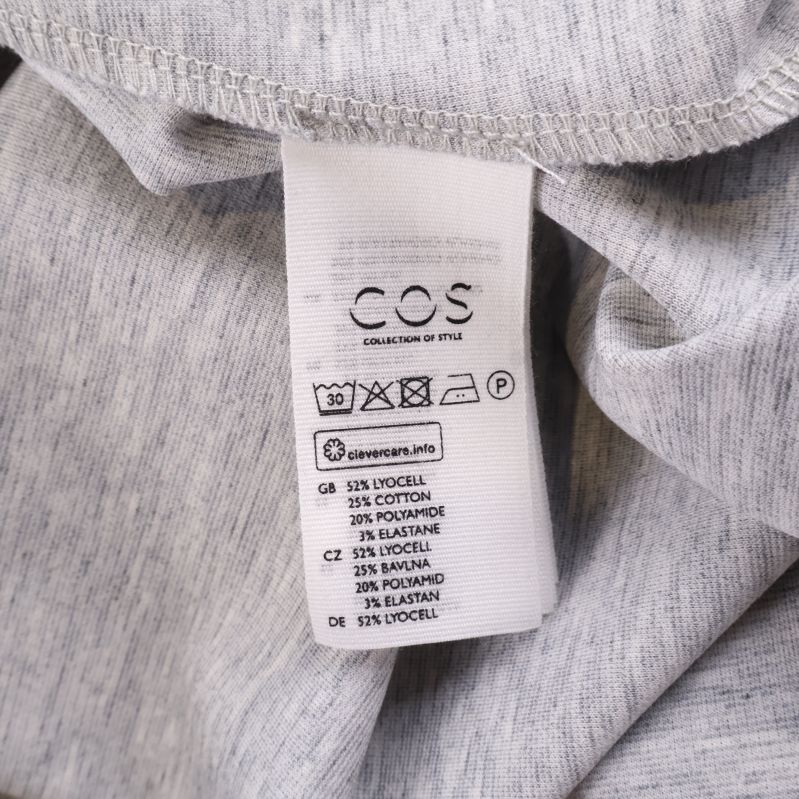 COS
COLLECTION OF STYLE
30 P
clevercare.info
GB 52% LYOCELL
25% COTTON
20% POLYAMIDE
3% ELASTANE
CZ 52% LYOCELL
25% BAVLNA
20% POLYAMID
3% ELASTAN
DE 52% LYOCELL